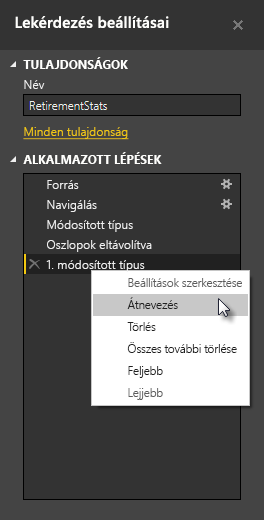 Lekérdezés beállításai
TULAJDONSÁGOK
Név
RetirementStats
Minden tulajdonság
ALKALMAZOTT LÉPÉSEK
Forrás
Navigálás
Módosított típus
Oszlopok eltávolítva
1. módosított típus
Beállítások szerkesztése
Átnevezés
Törlés
Összes további törlése
Feljebb
Lejjebb